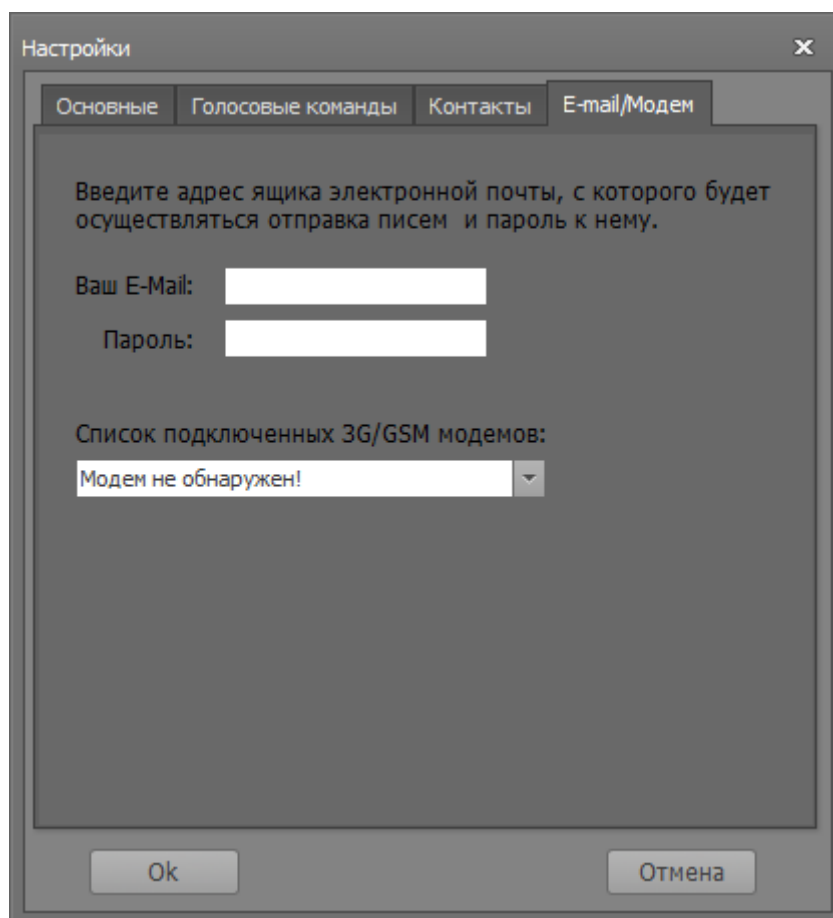 Настройки
Основные Голосовые команды Контакты E-mail/Модем
Введите адрес ящика электронной почты, с которого будет
осуществляться отправка писем и пароль к нему.
Ваш E-Mail:
Пароль:
Список подключенных 3G/GSM модемов:
Модем не обнаружен!
Ok Отмена